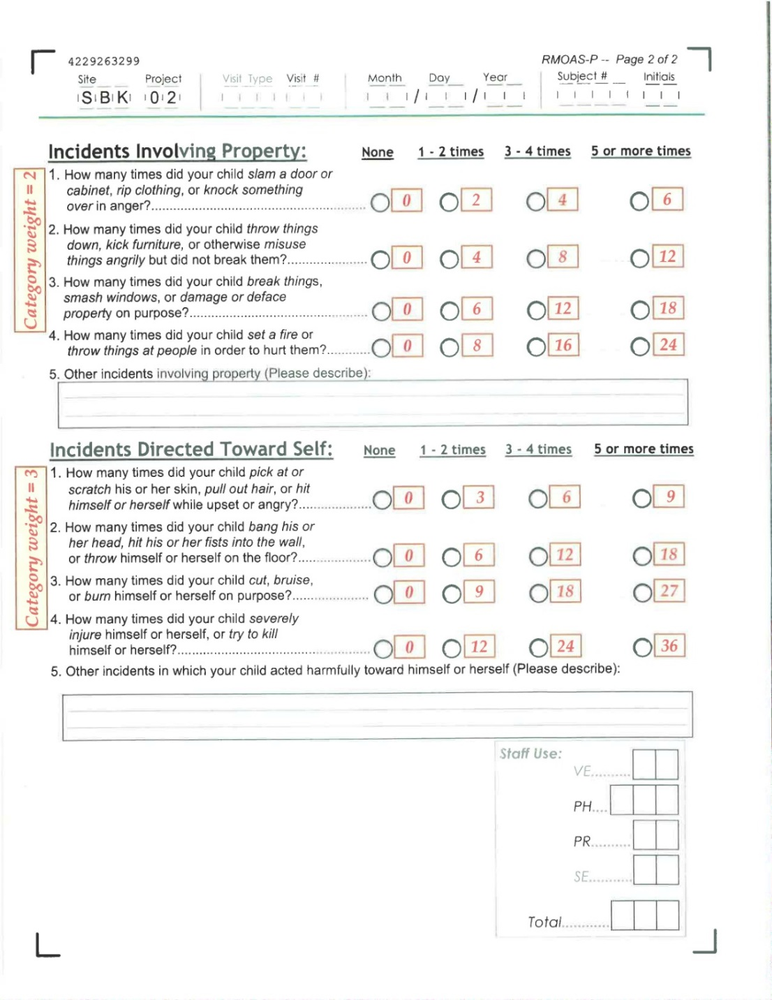 4229263299
RMOAS-P -- Page 2 of 2
Site Project Visit Type Visit # Month Day Year Subject # Initials
SBK 02 / /
Incidents Involving Property: None 1 - 2 times 3 - 4 times 5 or more times
Category weight = 2
1. How many times did your child slam a door or
cabinet, rip clothing, or knock something
over in anger?.................................................... 0 2 4 6
2. How many times did your child throw things
down, kick furniture, or otherwise misuse
things angrily but did not break them?................... 0 4 8 12
3. How many times did your child break things,
smash windows, or damage or deface
property on purpose?........................................... 0 6 12 18
4. How many times did your child set a fire or
throw things at people in order to hurt them?........... 0 8 16 24
5. Other incidents involving property (Please describe):
Incidents Directed Toward Self: None 1 - 2 times 3 - 4 times 5 or more times
Category weight = 3
1. How many times did your child pick at or
scratch his or her skin, pull out hair, or hit
himself or herself while upset or angry?.................. 0 3 6 9
2. How many times did your child bang his or
her head, hit his or her fists into the wall,
or throw himself or herself on the floor?.................. 0 6 12 18
3. How many times did your child cut, bruise,
or burn himself or herself on purpose?................... 0 9 18 27
4. How many times did your child severely
injure himself or herself, or try to kill
himself or herself?............................................... 0 12 24 36
5. Other incidents in which your child acted harmfully toward himself or herself (Please describe):
Staff Use:
VE..........
PH....
PR..........
SE...........
Total............